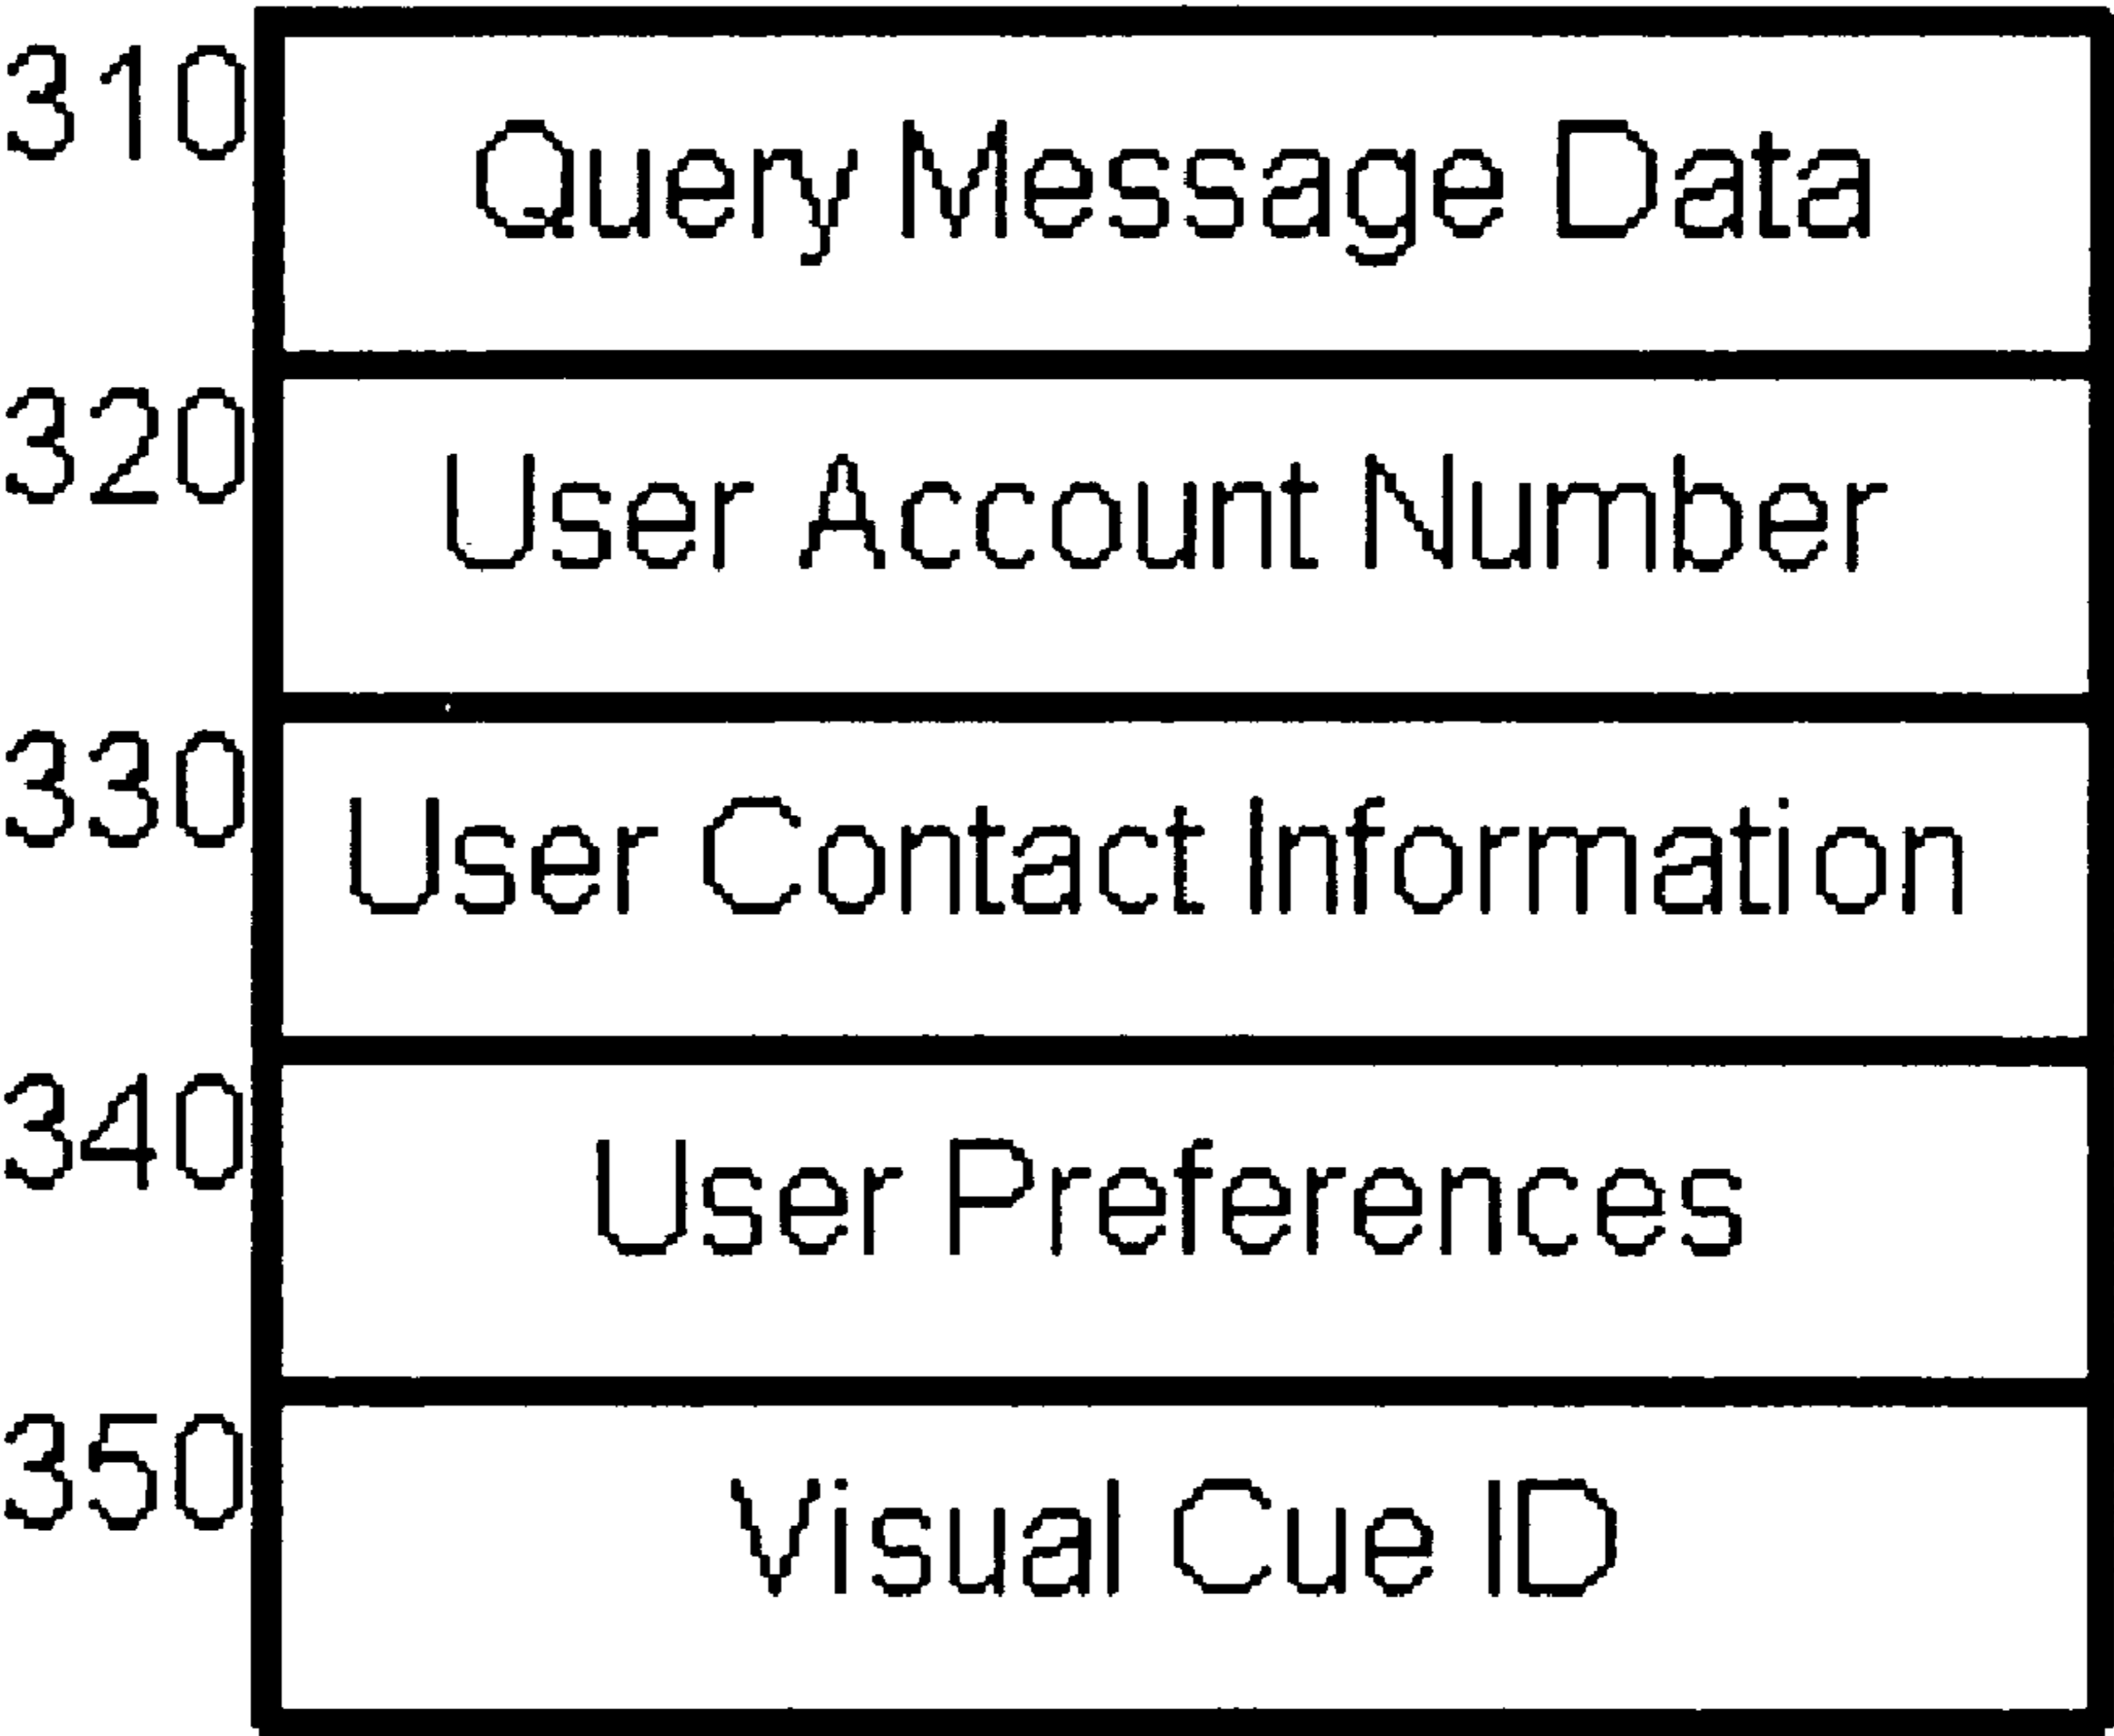 310
Query Message Data
320
User Account Number
330
User Contact Information
340
User Preferences
350
Visual Cue ID